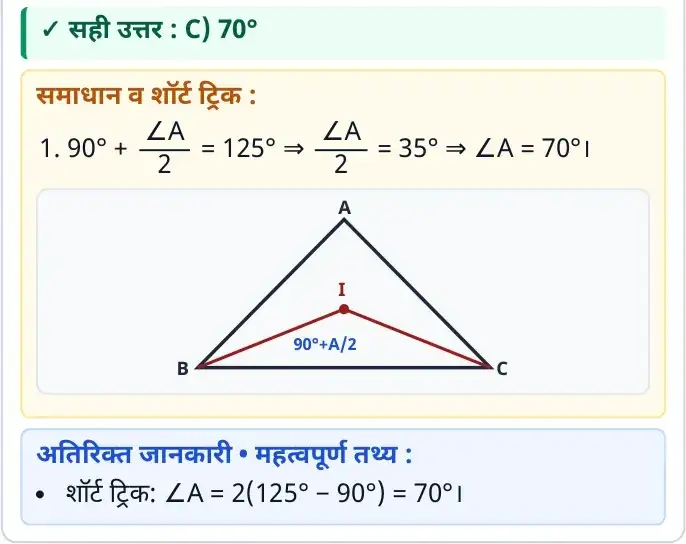 ✓ सही उत्तर : C) 70°
समाधान व शॉर्ट ट्रिक :
1. 90° + ∠A/2 = 125° ⇒ ∠A/2 = 35° ⇒ ∠A = 70°।
A
I
90°+A/2
B
C
अतिरिक्त जानकारी • महत्वपूर्ण तथ्य :
• शॉर्ट ट्रिक: ∠A = 2(125° − 90°) = 70°।